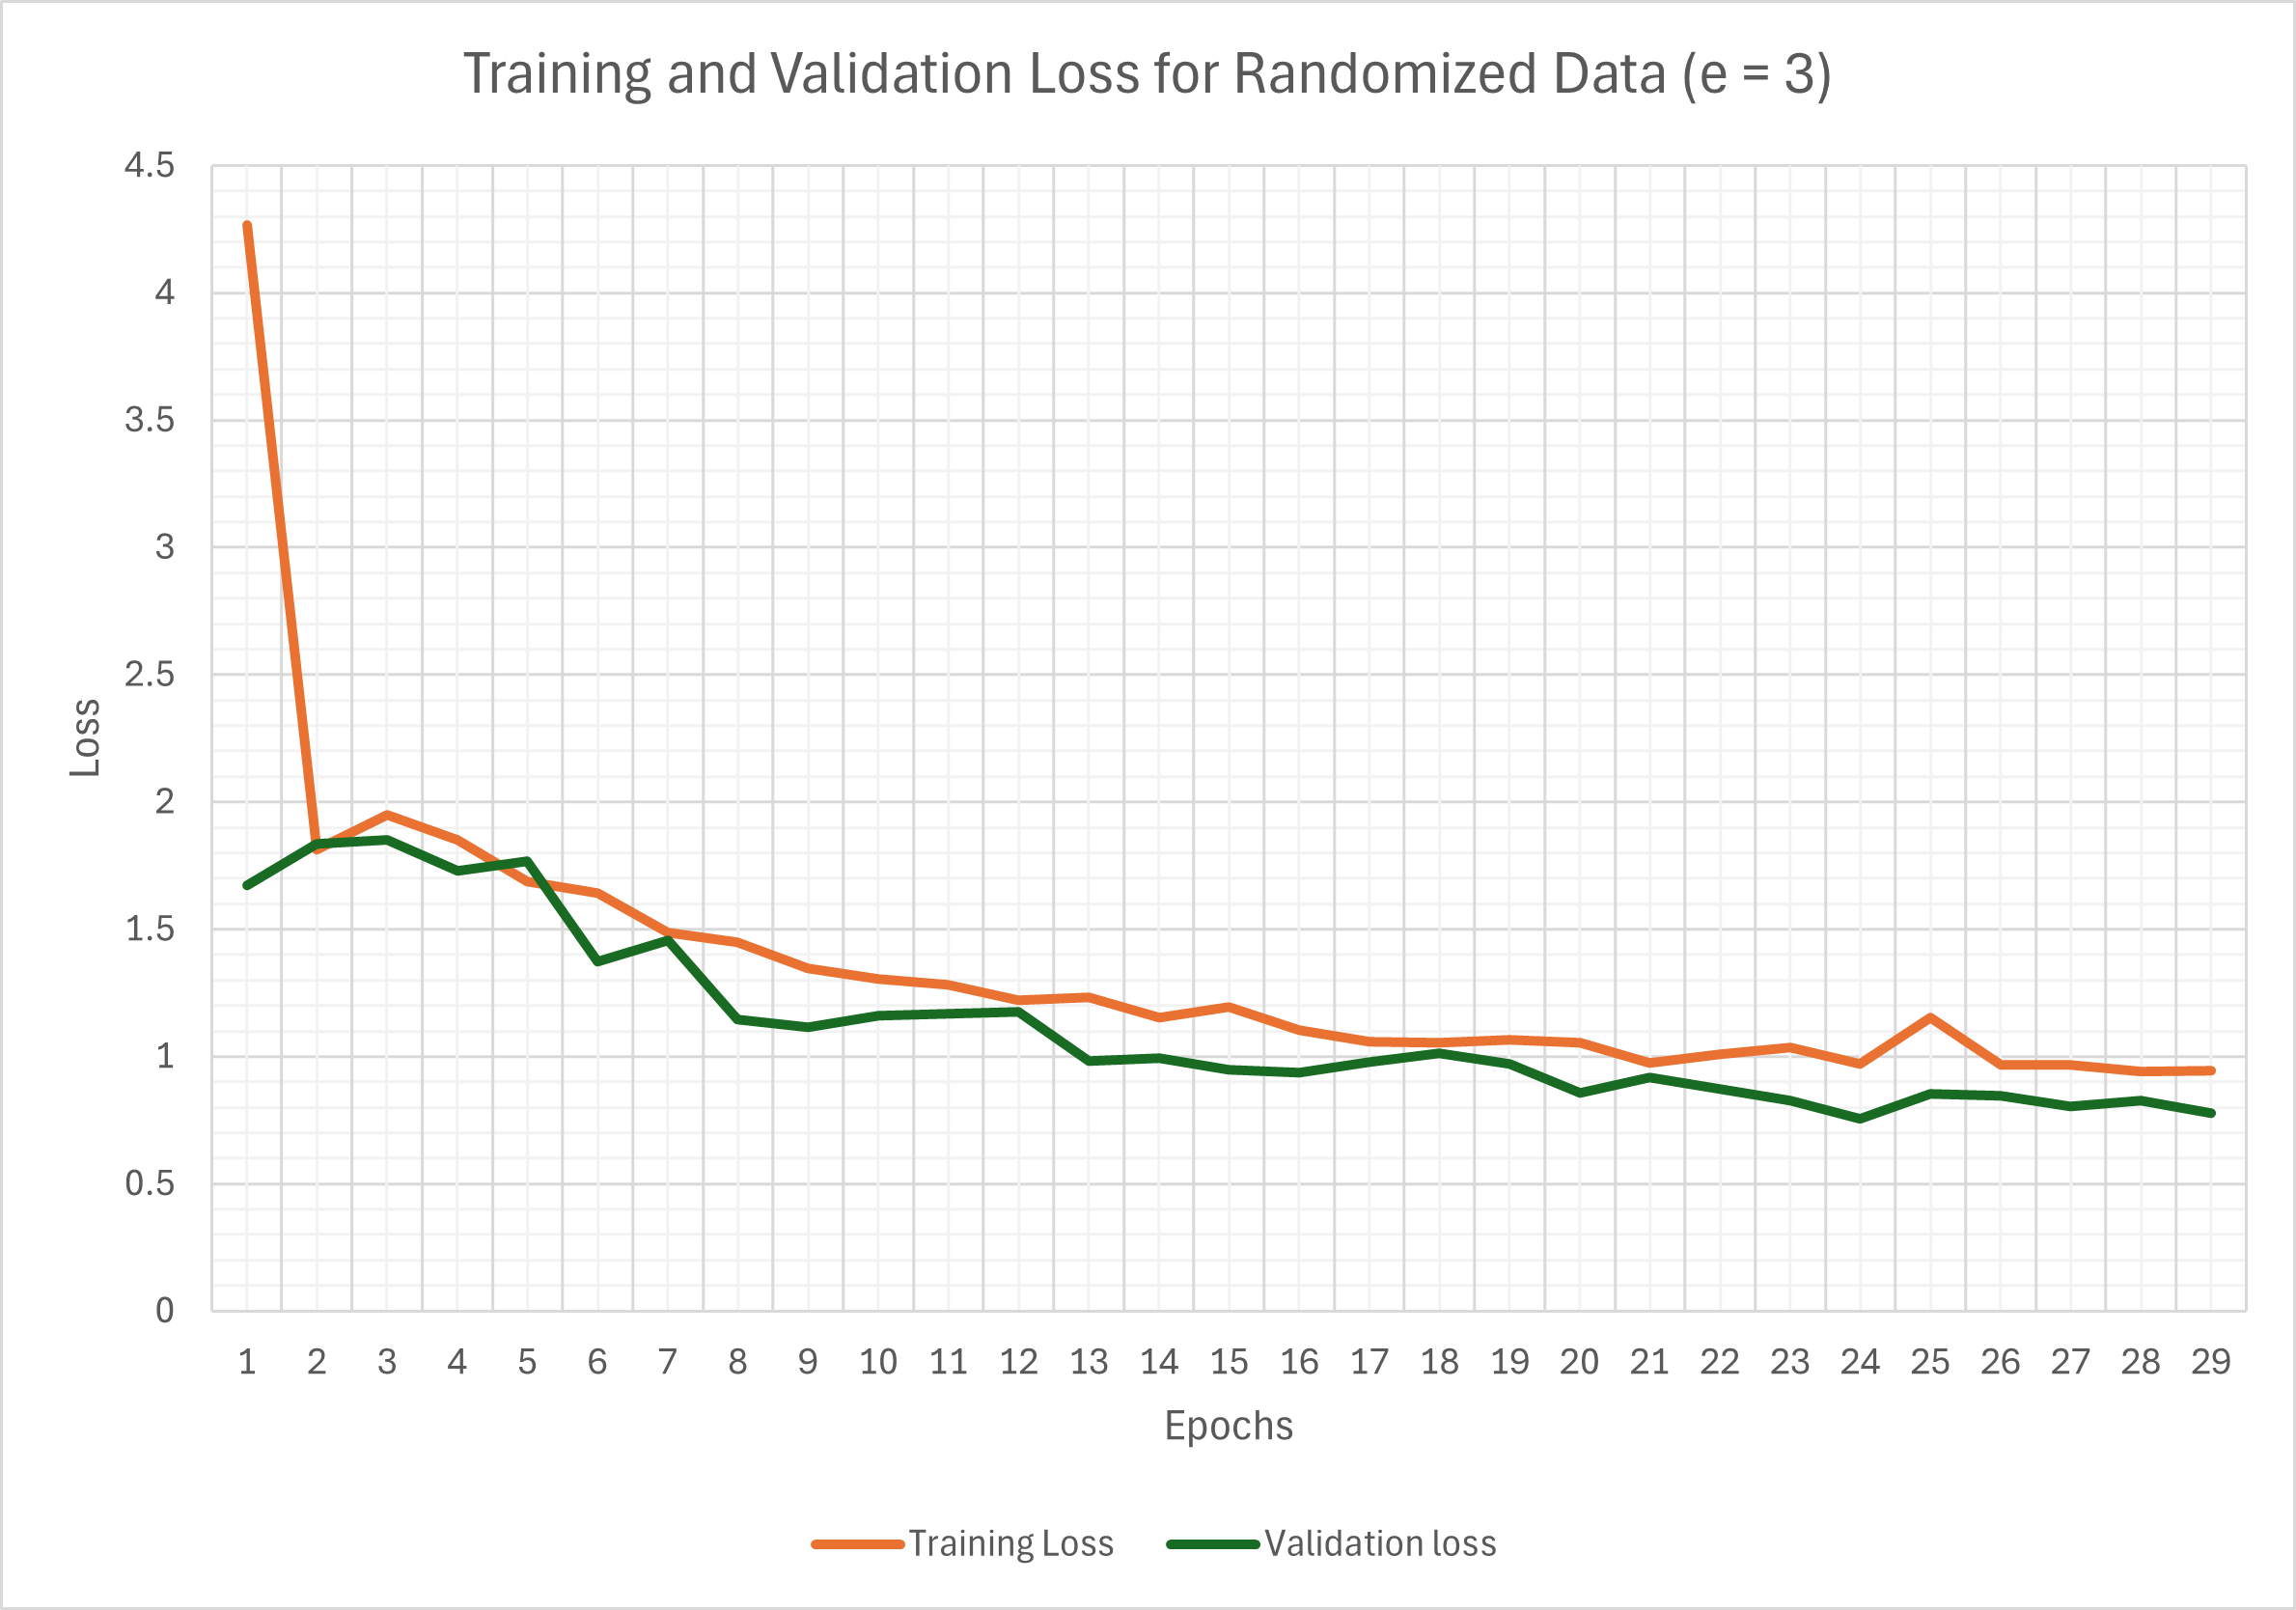 Training and Validation Loss for Randomized Data (e = 3)
4.5
4
3.5
3
2.5
2
1.5
1
0.5
0
Loss
1 2 3 4 5 6 7 8 9 10 11 12 13 14 15 16 17 18 19 20 21 22 23 24 25 26 27 28 29
Epochs
Training Loss Validation loss